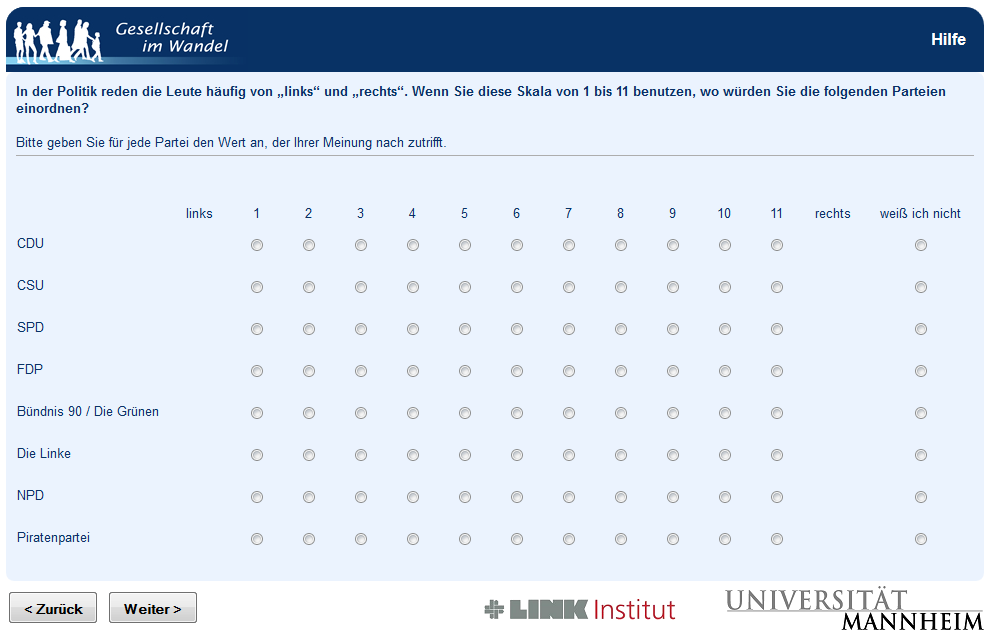 Gesellschaft
im Wandel
Hilfe
In der Politik reden die Leute häufig von „links“ und „rechts“. Wenn Sie diese Skala von 1 bis 11 benutzen, wo würden Sie die folgenden Parteien
einordnen?
Bitte geben Sie für jede Partei den Wert an, der Ihrer Meinung nach zutrifft.
links 1 2 3 4 5 6 7 8 9 10 11 rechts weiß ich nicht
CDU
CSU
SPD
FDP
Bündnis 90 / Die Grünen
Die Linke
NPD
Piratenpartei
< Zurück Weiter >
LINK Institut
UNIVERSITÄT
MANNHEIM